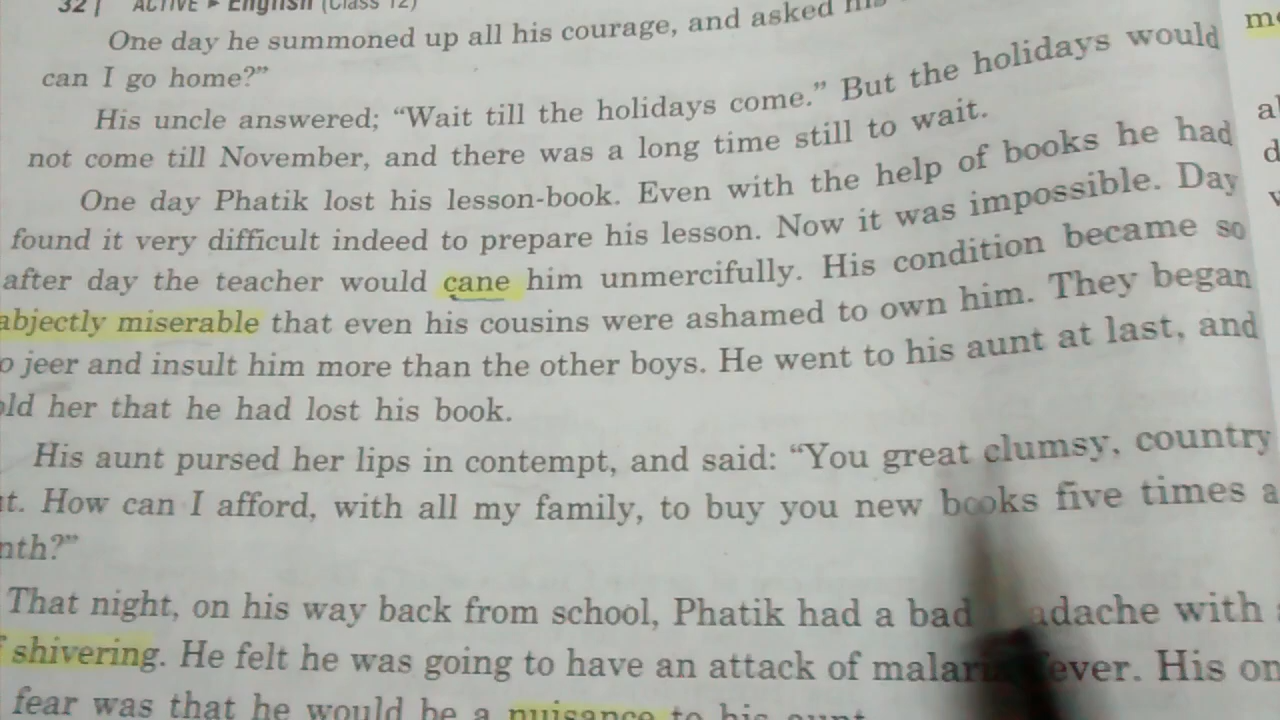 32 | ACTIVE ▸ English (Class 12)
One day he summoned up all his courage, and asked his
can I go home?”
His uncle answered; “Wait till the holidays come.” But the holidays would
not come till November, and there was a long time still to wait.
One day Phatik lost his lesson-book. Even with the help of books he had
found it very difficult indeed to prepare his lesson. Now it was impossible. Day
after day the teacher would cane him unmercifully. His condition became so
abjectly miserable that even his cousins were ashamed to own him. They began
o jeer and insult him more than the other boys. He went to his aunt at last, and
old her that he had lost his book.
His aunt pursed her lips in contempt, and said: “You great clumsy, country
t. How can I afford, with all my family, to buy you new books five times a
nth?”
That night, on his way back from school, Phatik had a bad adache with
shivering. He felt he was going to have an attack of malaria fever. His on
fear was that he would be a nuisance to his aunt.